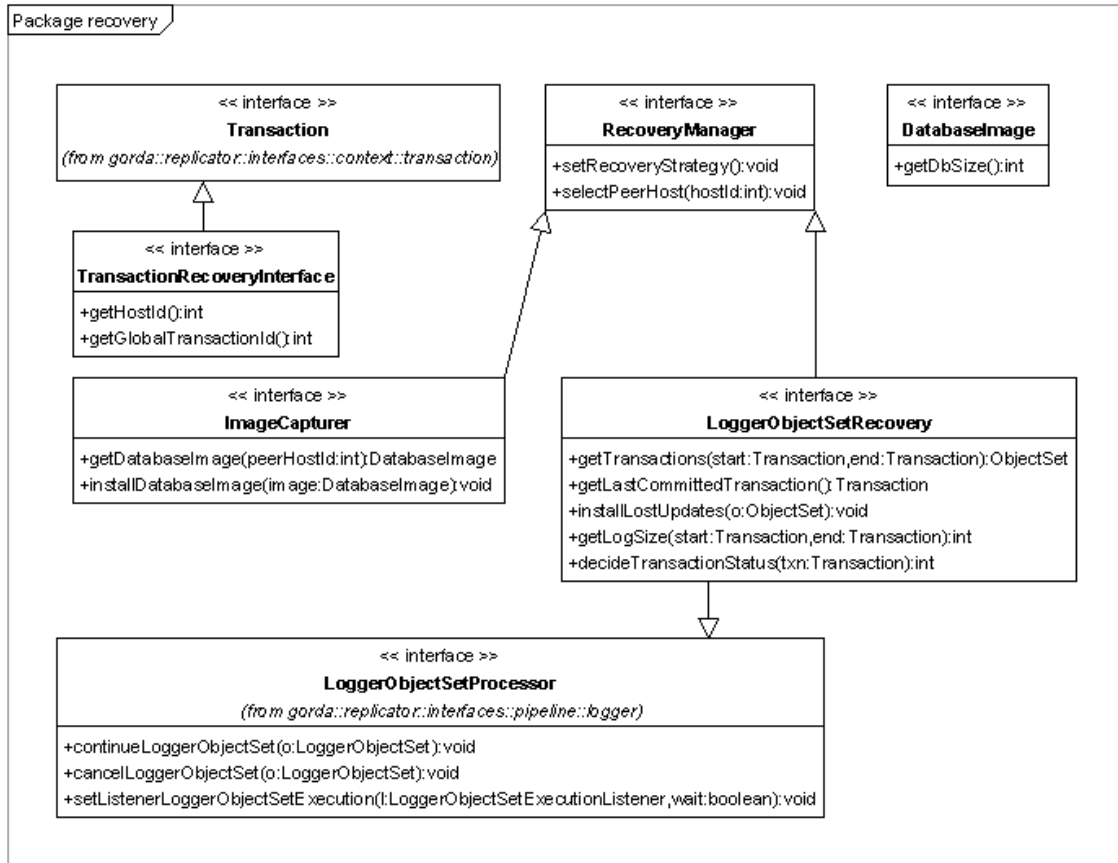 Package recovery
<< interface >>
Transaction
(from gorda::replicator::interfaces::context::transaction)
<< interface >>
RecoveryManager
+setRecoveryStrategy():void
+selectPeerHost(hostId:int):void
<< interface >>
DatabaseImage
+getDbSize():int
<< interface >>
TransactionRecoveryInterface
+getHostId():int
+getGlobalTransactionId():int
<< interface >>
ImageCapturer
+getDatabaseImage(peerHostId:int):DatabaseImage
+installDatabaseImage(image:DatabaseImage):void
<< interface >>
LoggerObjectSetRecovery
+getTransactions(start:Transaction,end:Transaction):ObjectSet
+getLastCommittedTransaction():Transaction
+installLostUpdates(o:ObjectSet):void
+getLogSize(start:Transaction,end:Transaction):int
+decideTransactionStatus(txn:Transaction):int
<< interface >>
LoggerObjectSetProcessor
(from gorda::replicator::interfaces::pipeline::logger)
+continueLoggerObjectSet(o:LoggerObjectSet):void
+cancelLoggerObjectSet(o:LoggerObjectSet):void
+setListenerLoggerObjectSetExecution(l:LoggerObjectSetExecutionListener,wait:boolean):void